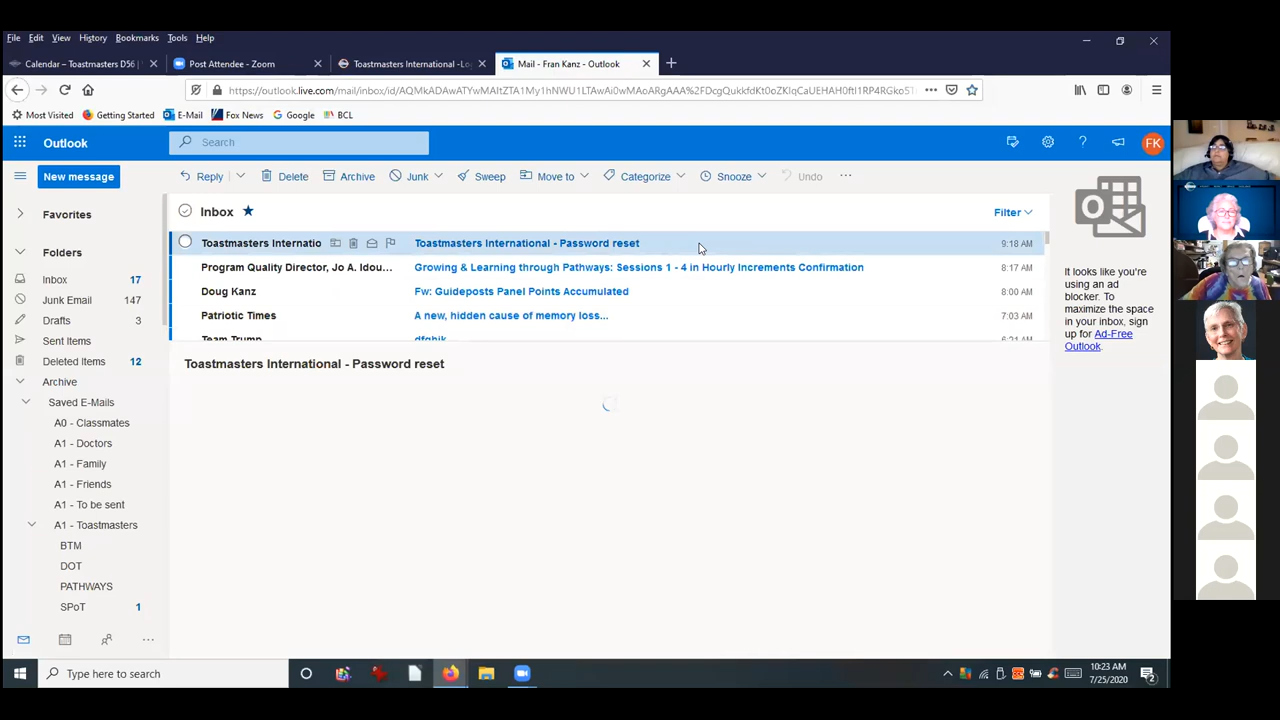 File Edit View History Bookmarks Tools Help
Calendar – Toastmasters D56 | Post Attendee - Zoom Toastmasters International -Lo Mail - Fran Kanz - Outlook
Most Visited Getting Started E-Mail Fox News Google BCL
Outlook Search FK
New message Reply Delete Archive Junk Sweep Move to Categorize Snooze Undo
Favorites
Folders
Inbox 17
Junk Email 147
Drafts 3
Sent Items
Deleted Items 12
Archive
Saved E-Mails
A0 - Classmates
A1 - Doctors
A1 - Family
A1 - Friends
A1 - To be sent
A1 - Toastmasters
BTM
DOT
PATHWAYS
SPoT 1
Inbox Filter
Toastmasters Internatio Toastmasters International - Password reset 9:18 AM
Program Quality Director, Jo A. Idou... Growing & Learning through Pathways: Sessions 1 - 4 in Hourly Increments Confirmation 8:17 AM
Doug Kanz Fw: Guideposts Panel Points Accumulated 8:00 AM
Patriotic Times A new, hidden cause of memory loss... 7:03 AM
Team Trump dfghjk 6:21 AM
Toastmasters International - Password reset
It looks like you're
using an ad
blocker. To
maximize the space
in your inbox, sign
up for Ad-Free
Outlook.
Type here to search
10:23 AM
7/25/2020
2